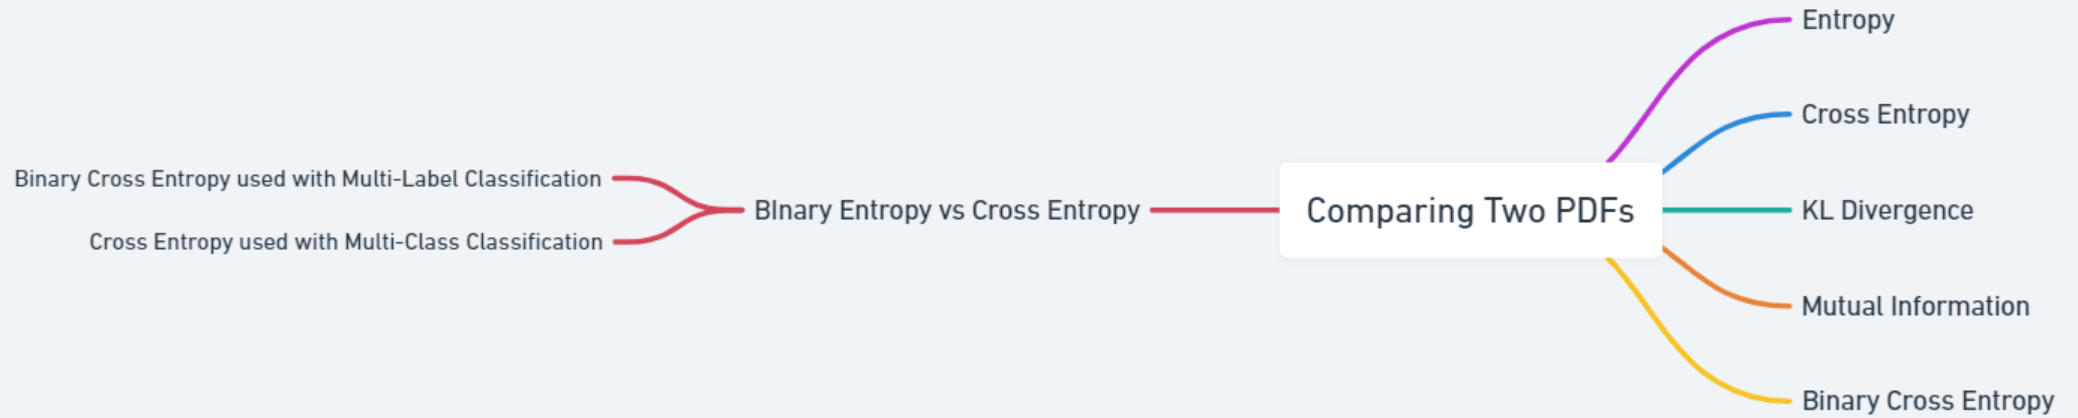 Entropy
Cross Entropy
Binary Cross Entropy used with Multi-Label Classification
BInary Entropy vs Cross Entropy
Comparing Two PDFs
KL Divergence
Cross Entropy used with Multi-Class Classification
Mutual Information
Binary Cross Entropy